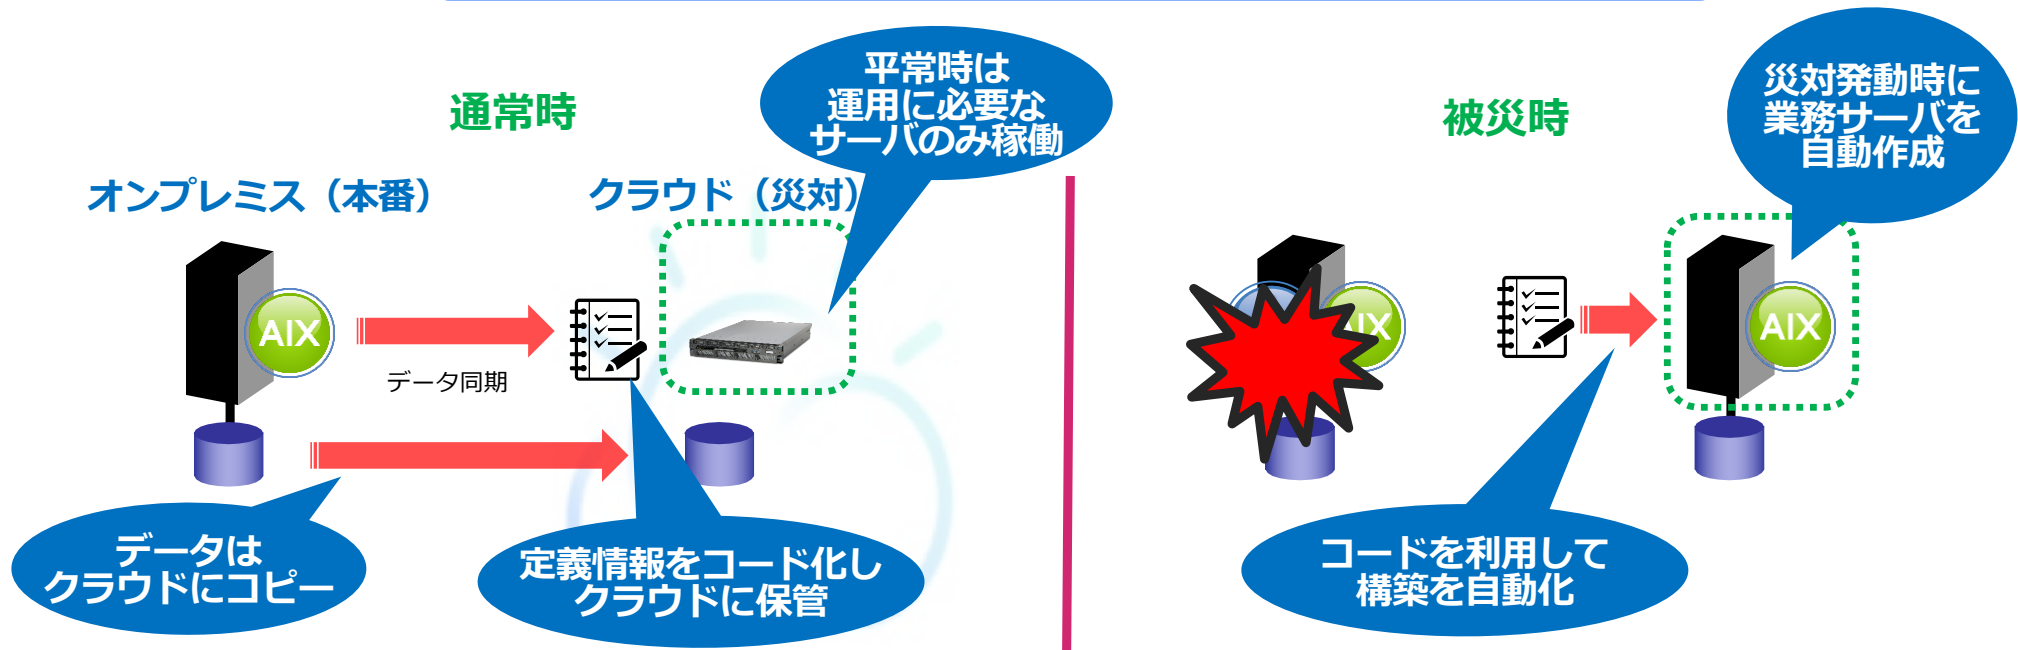 通常時
平常時は
運用に必要な
サーバのみ稼働
オンプレミス（本番）
クラウド（災対）
AIX
データ同期
データは
クラウドにコピー
定義情報をコード化し
クラウドに保管
被災時
災対発動時に
業務サーバを
自動作成
AIX
AIX
コードを利用して
構築を自動化